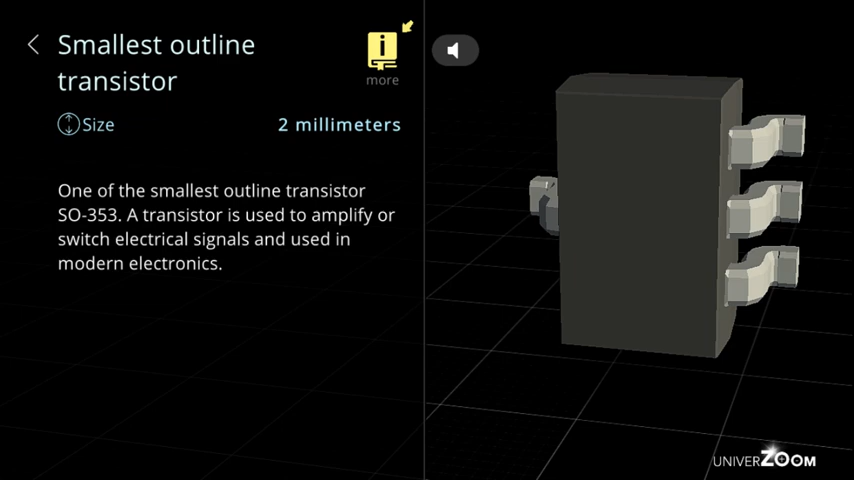 Smallest outline
transistor
i
more
Size
2 millimeters
One of the smallest outline transistor
SO-353. A transistor is used to amplify or
switch electrical signals and used in
modern electronics.
UNIVERZOOM